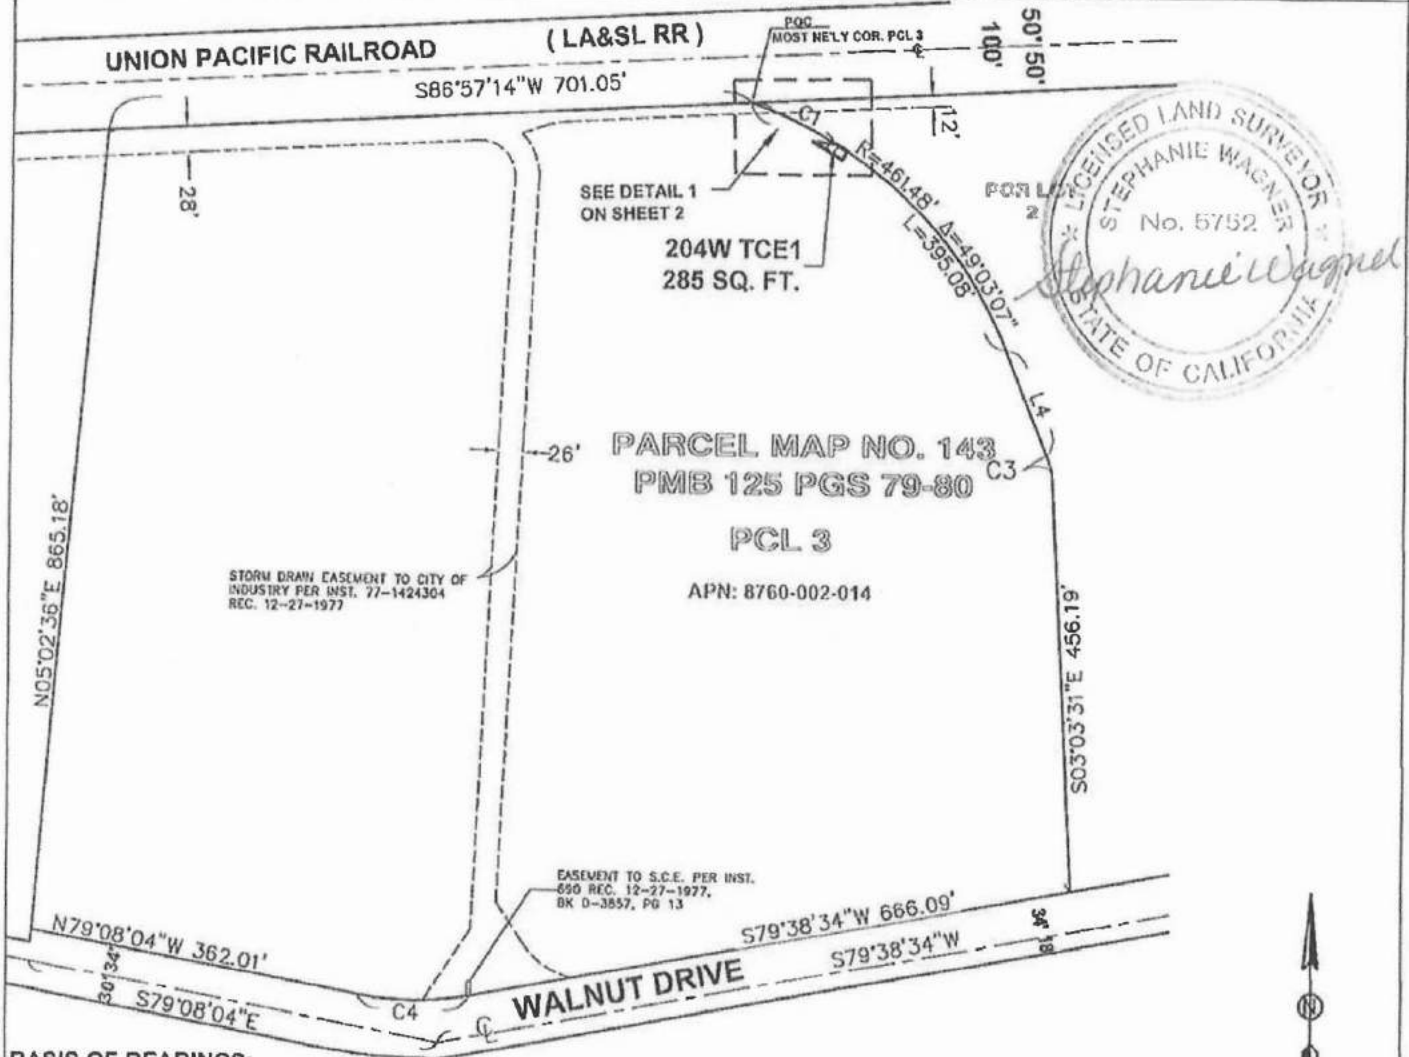 UNION PACIFIC RAILROAD
( LA&SL RR )
POC
MOST NE'LY COR. PCL 3
℄
100'
50' 50'
S86°57'14"W 701.05'
C1
12'
28'
SEE DETAIL 1
ON SHEET 2
204W TCE1
285 SQ. FT.
R=461.48' Δ=49°03'07"
L=395.08'
POR LOT
2
LICENSED LAND SURVEYOR
STEPHANIE WAGNER
No. 5752
STATE OF CALIFORNIA
Stephanie Wagner
L4
26'
PARCEL MAP NO. 143
PMB 125 PGS 79-80
C3
PCL 3
APN: 8760-002-014
N05°02'36"E 865.18'
STORM DRAIN EASEMENT TO CITY OF
INDUSTRY PER INST. 77-1424304
REC. 12-27-1977
S03°03'31"E 456.19'
EASEMENT TO S.C.E. PER INST.
690 REC. 12-27-1977,
BK D-3857, PG 13
N79°08'04"W 362.01'
S79°38'34"W 666.09'
34' 18'
S79°38'34"W
30' 34'
S79°08'04"E
C4
℄
WALNUT DRIVE
N
BASIS OF BEARINGS: